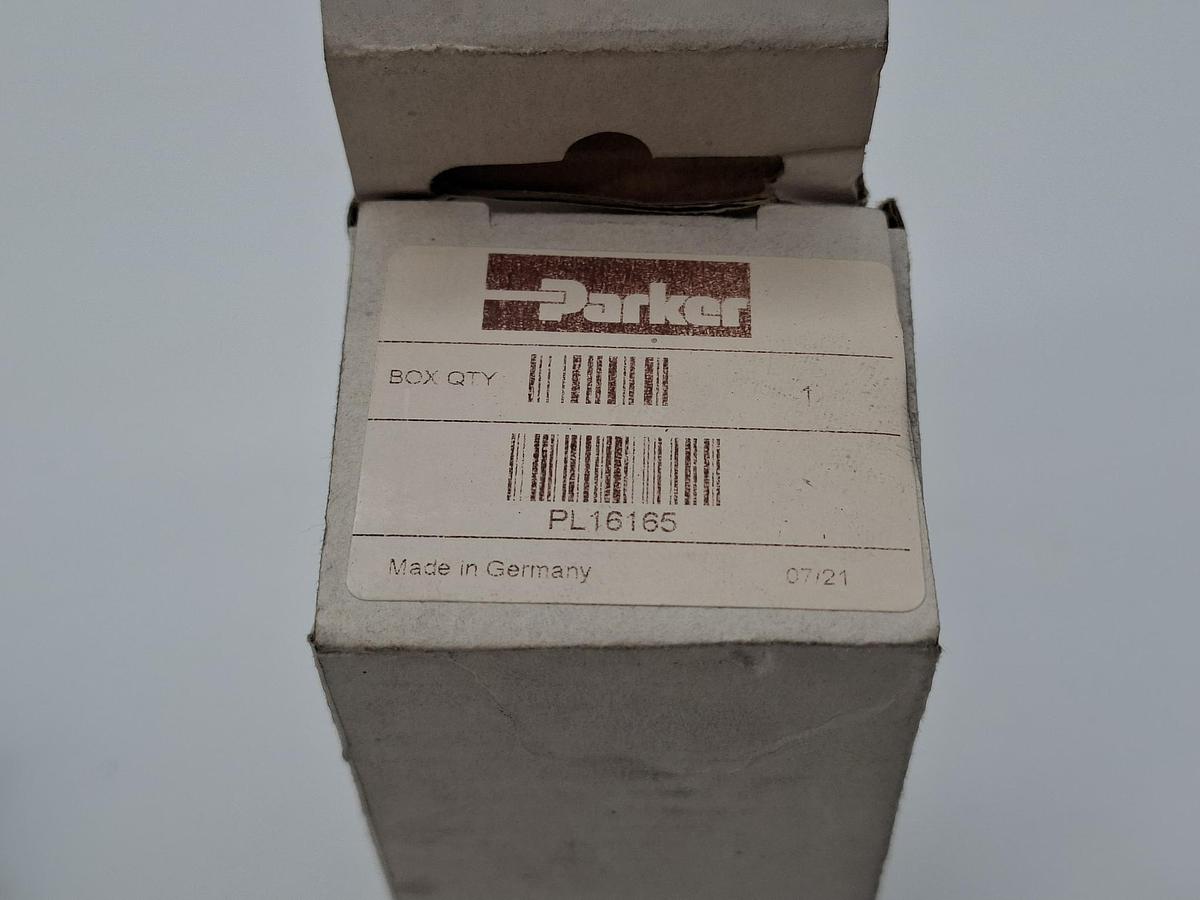 Parker
BOX QTY 1
PL16165
Made in Germany 07/21